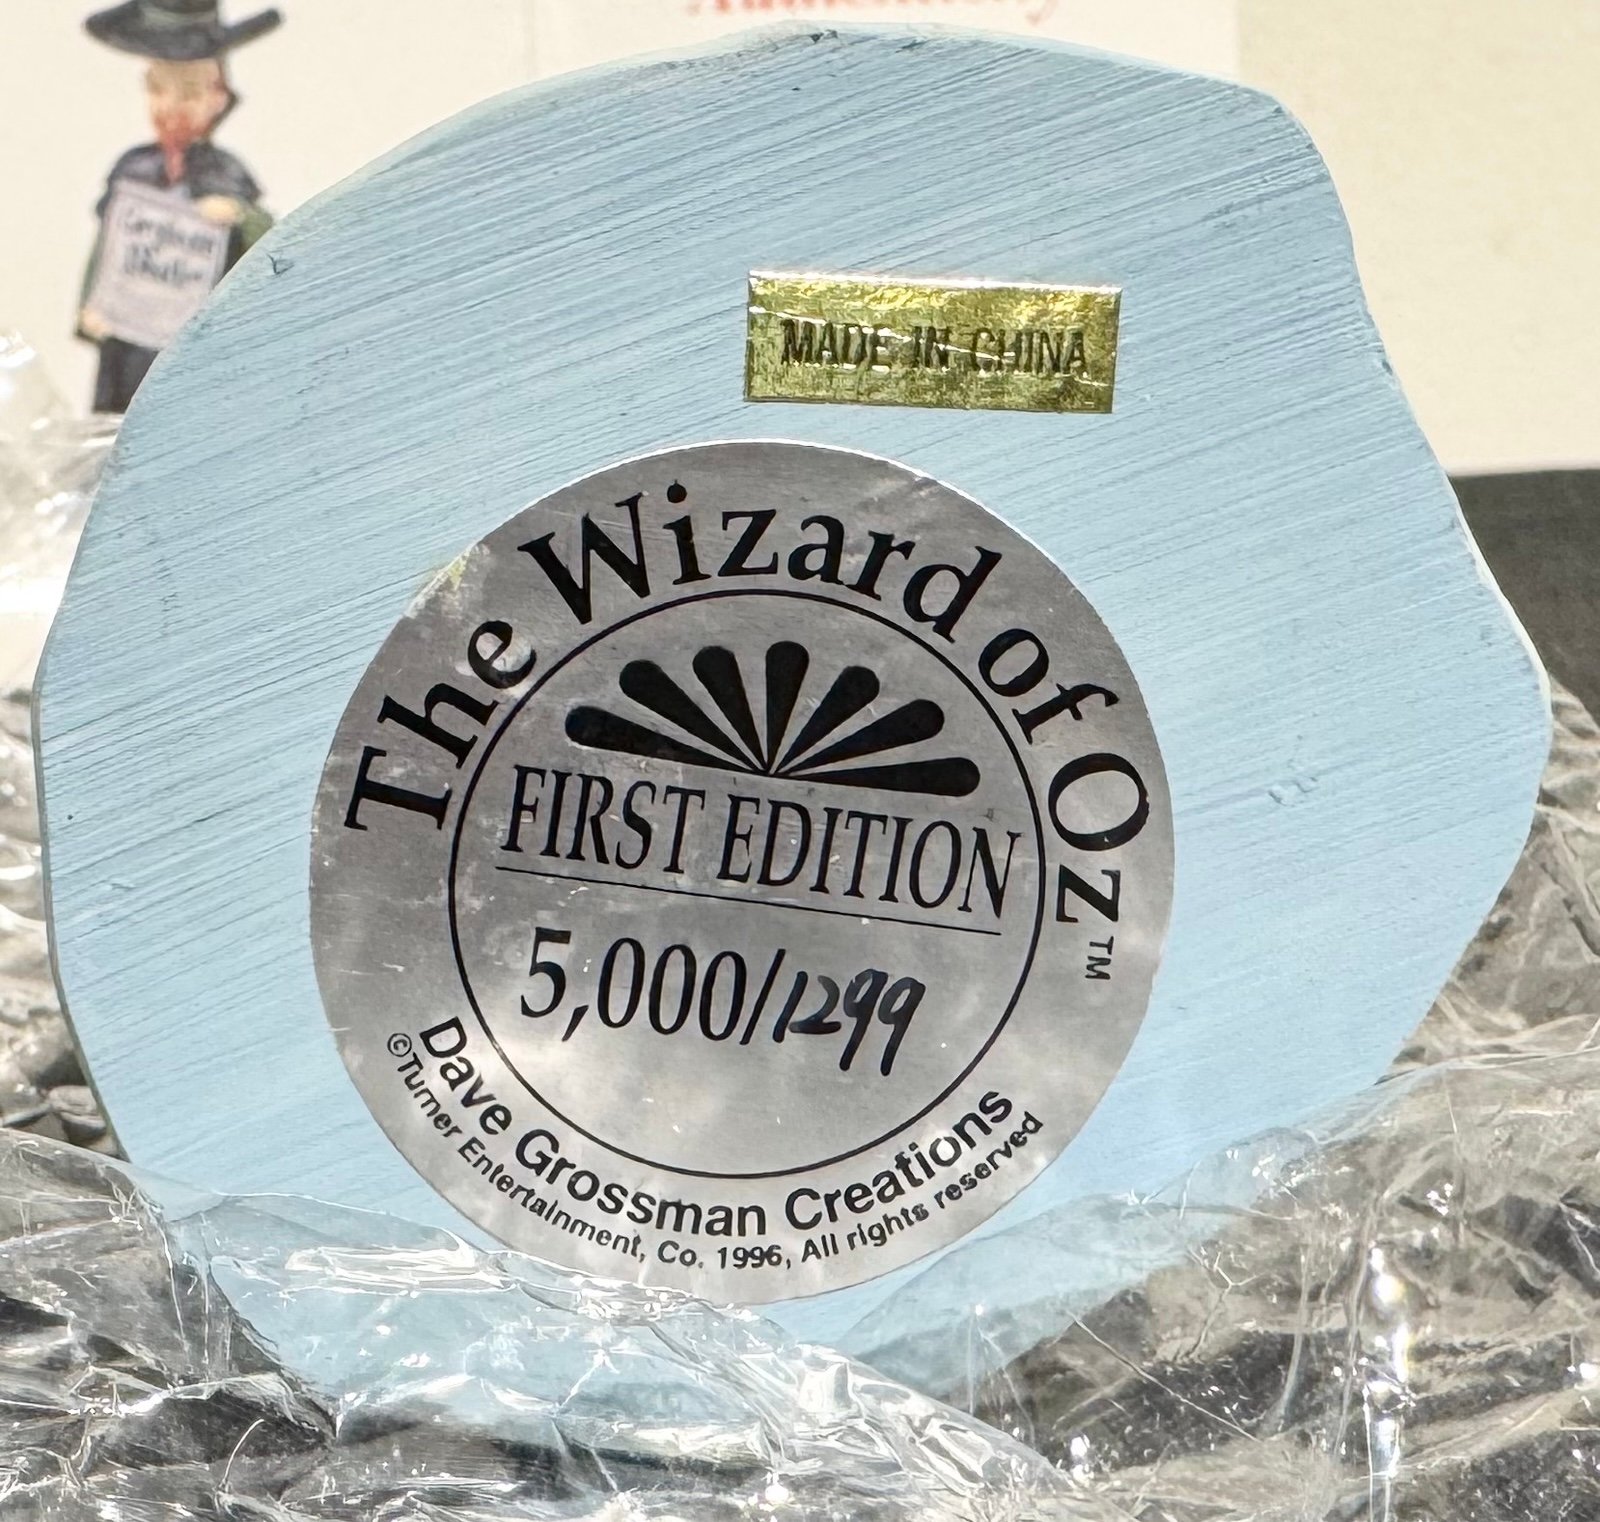 MADE IN CHINA
The Wizard of Oz™
FIRST EDITION
5,000/1299
Dave Grossman Creations
©Turner Entertainment, Co. 1996, All rights reserved